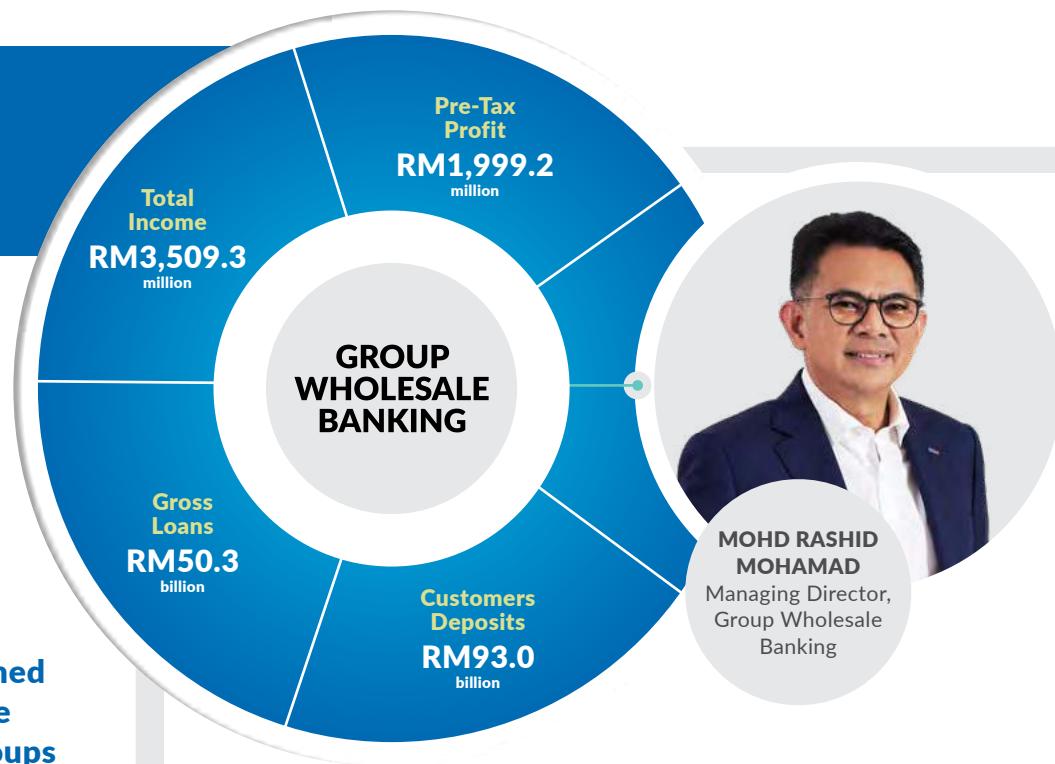 Pre-Tax
Profit
RM1,999.2
million
Total
Income
RM3,509.3
million
GROUP
WHOLESALE
BANKING
Gross
Loans
RM50.3
billion
Customers
Deposits
RM93.0
billion
MOHD RASHID
MOHAMAD
Managing Director,
Group Wholesale
Banking